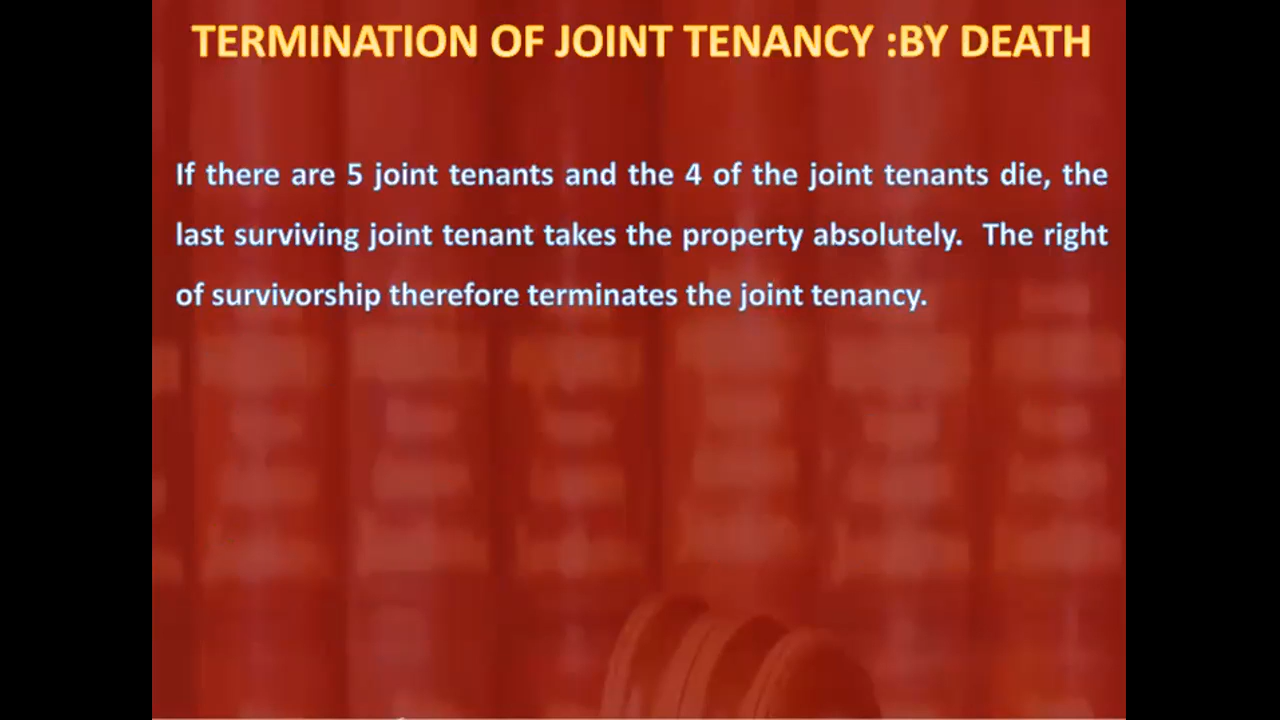 TERMINATION OF JOINT TENANCY :BY DEATH
If there are 5 joint tenants and the 4 of the joint tenants die, the
last surviving joint tenant takes the property absolutely. The right
of survivorship therefore terminates the joint tenancy.